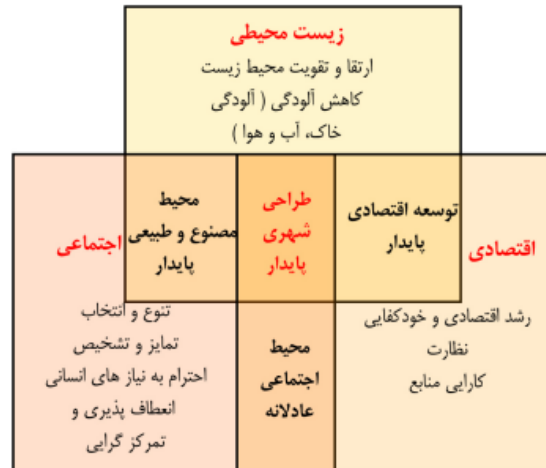 زیست محیطی
ارتقا و تقویت محیط زیست
کاهش آلودگی ( آلودگی
خاک، آب و هوا )
اجتماعی
محیط
مصنوع و طبیعی
پایدار
طراحی
شهری
پایدار
توسعه اقتصادی
پایدار
اقتصادی
تنوع و انتخاب
تمایز و تشخیص
احترام به نیاز های انسانی
انعطاف پذیری و
تمرکز گرایی
محیط
اجتماعی
عادلانه
رشد اقتصادی و خودکفایی
نظارت
کارایی منابع